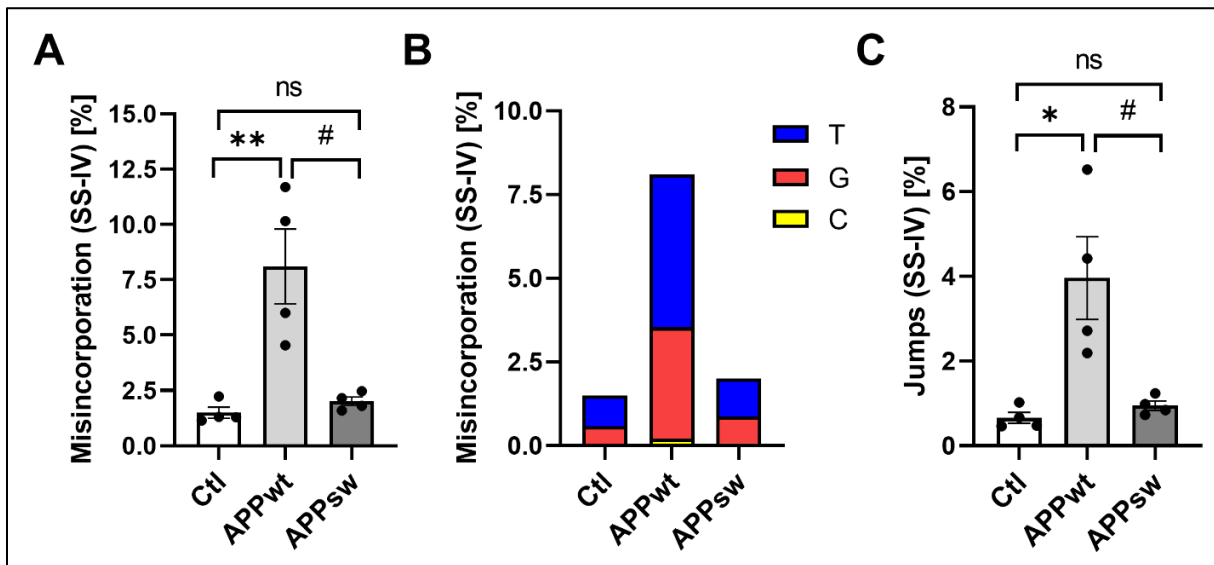 A
Misincorporation (SS-IV) [%]
15.0
12.5
10.0
7.5
5.0
2.5
0.0
ns
** #
Ctl
APPwt
APPsw
B
Misincorporation (SS-IV) [%]
10.0
7.5
5.0
2.5
0.0
T
G
C
Ctl
APPwt
APPsw
C
Jumps (SS-IV) [%]
8
6
4
2
0
ns
* #
Ctl
APPwt
APPsw